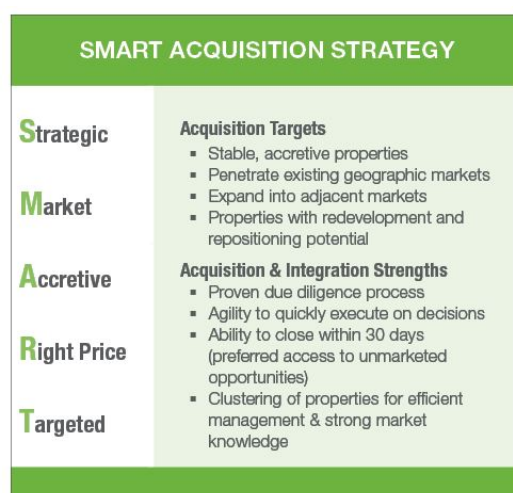 SMART ACQUISITION STRATEGY
Strategic
Market
Accretive
Right Price
Targeted
Acquisition Targets
▪ Stable, accretive properties
▪ Penetrate existing geographic markets
▪ Expand into adjacent markets
▪ Properties with redevelopment and
repositioning potential
Acquisition & Integration Strengths
▪ Proven due diligence process
▪ Agility to quickly execute on decisions
▪ Ability to close within 30 days
(preferred access to unmarketed
opportunities)
▪ Clustering of properties for efficient
management & strong market
knowledge